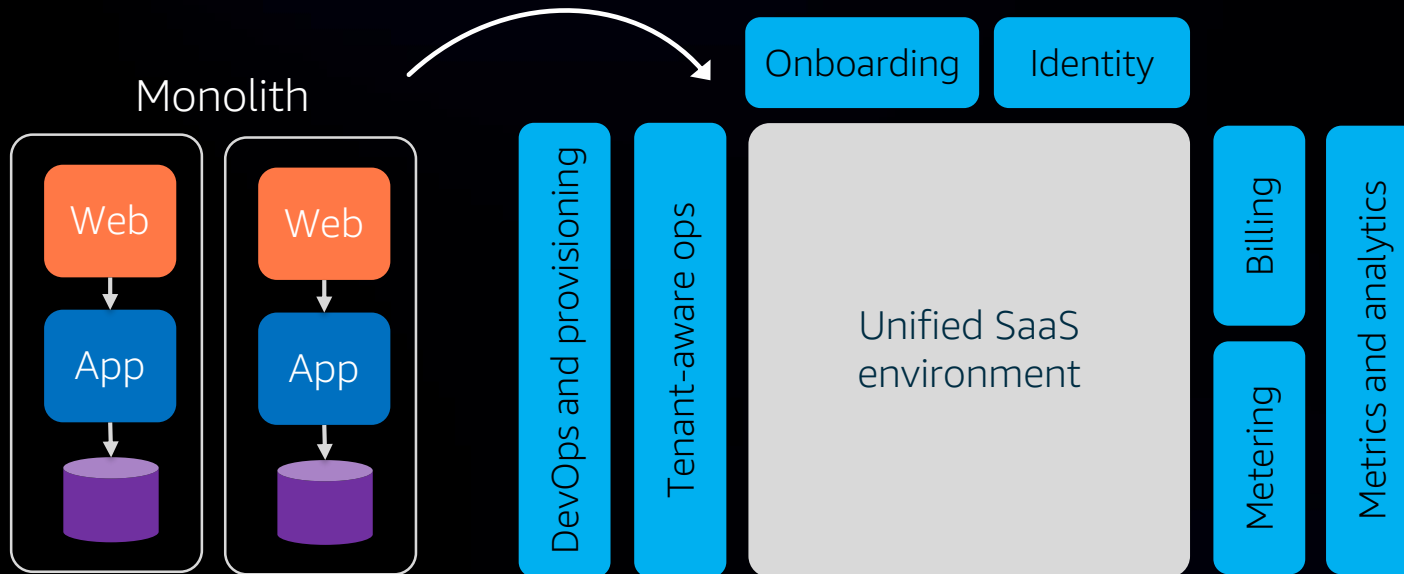 Monolith
Web
App
Web
App
DevOps and provisioning
Tenant-aware ops
Onboarding
Identity
Unified SaaS
environment
Billing
Metering
Metrics and analytics